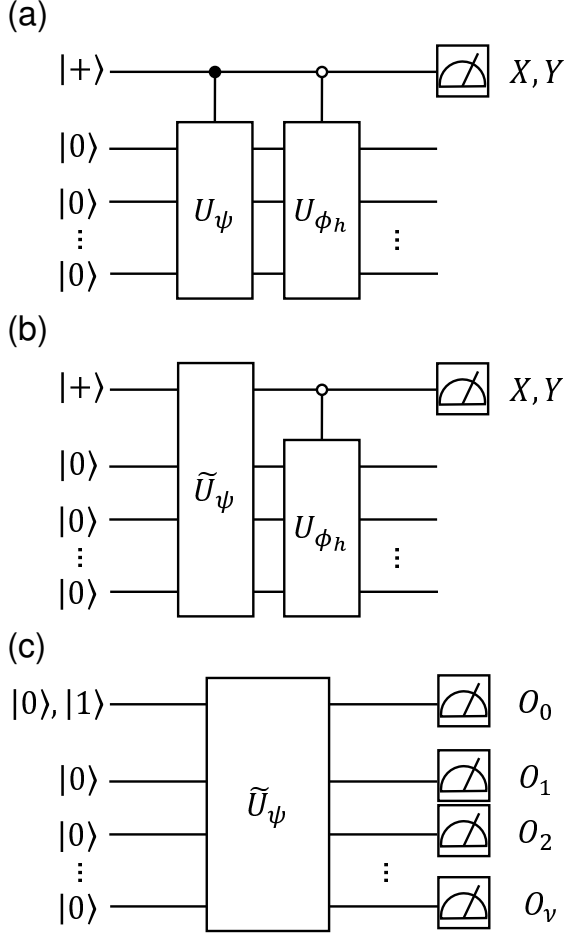 (a)
|+⟩ X, Y
|0⟩
|0⟩ U_ψ U_{ϕ_h}
⋮ ⋮
|0⟩
(b)
|+⟩ X, Y
|0⟩
Ũ_ψ
|0⟩ U_{ϕ_h}
⋮ ⋮
|0⟩
(c)
|0⟩, |1⟩ O_0
|0⟩ O_1
Ũ_ψ
|0⟩ O_2
⋮ ⋮
|0⟩ O_ν